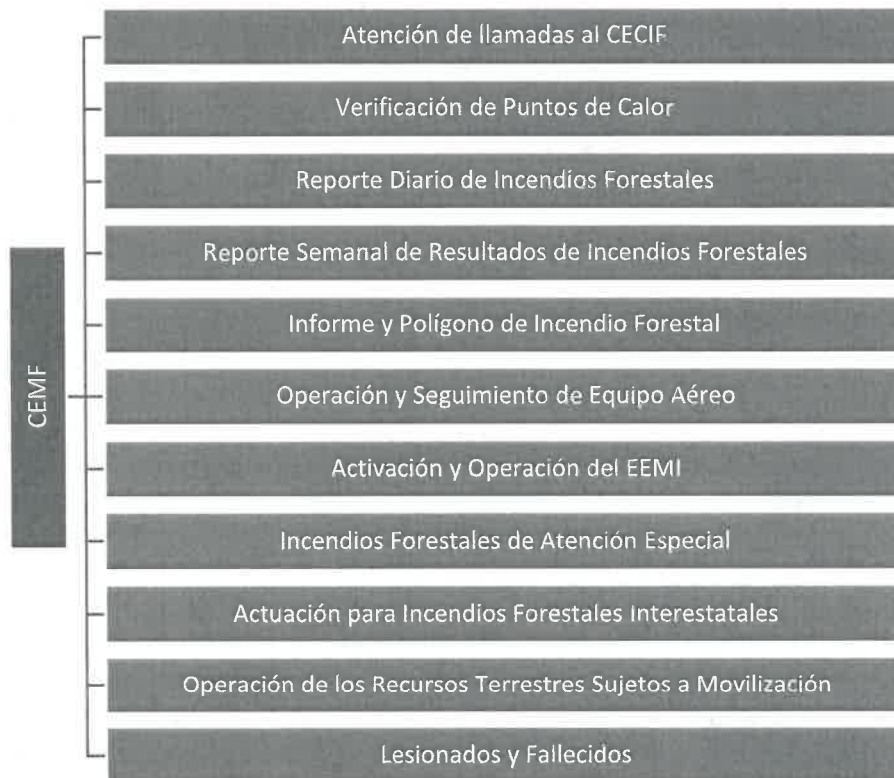 Atención de llamadas al CECIF
Verificación de Puntos de Calor
Reporte Diario de Incendios Forestales
Reporte Semanal de Resultados de Incendios Forestales
Informe y Polígono de Incendio Forestal
CEMF
Operación y Seguimiento de Equipo Aéreo
Activación y Operación del EEMI
Incendios Forestales de Atención Especial
Actuación para Incendios Forestales Interestatales
Operación de los Recursos Terrestres Sujetos a Movilización
Lesionados y Fallecidos